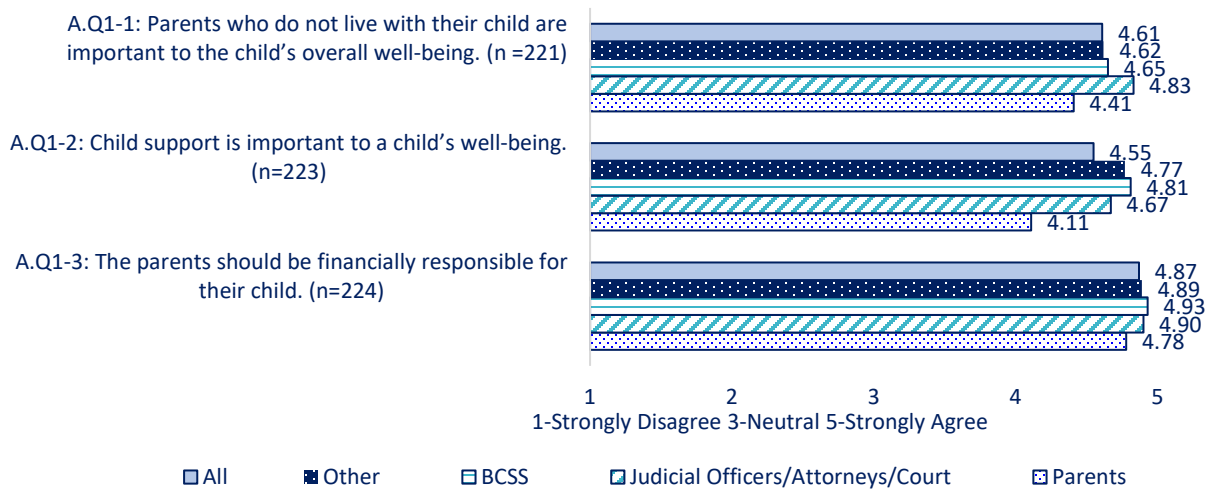 A.Q1-1: Parents who do not live with their child are
important to the child’s overall well-being. (n =221)
4.61
4.62
4.65
4.83
4.41
A.Q1-2: Child support is important to a child’s well-being.
(n=223)
4.55
4.77
4.81
4.67
4.11
A.Q1-3: The parents should be financially responsible for
their child. (n=224)
4.87
4.89
4.93
4.90
4.78
1 2 3 4 5
1-Strongly Disagree 3-Neutral 5-Strongly Agree
All Other BCSS Judicial Officers/Attorneys/Court Parents